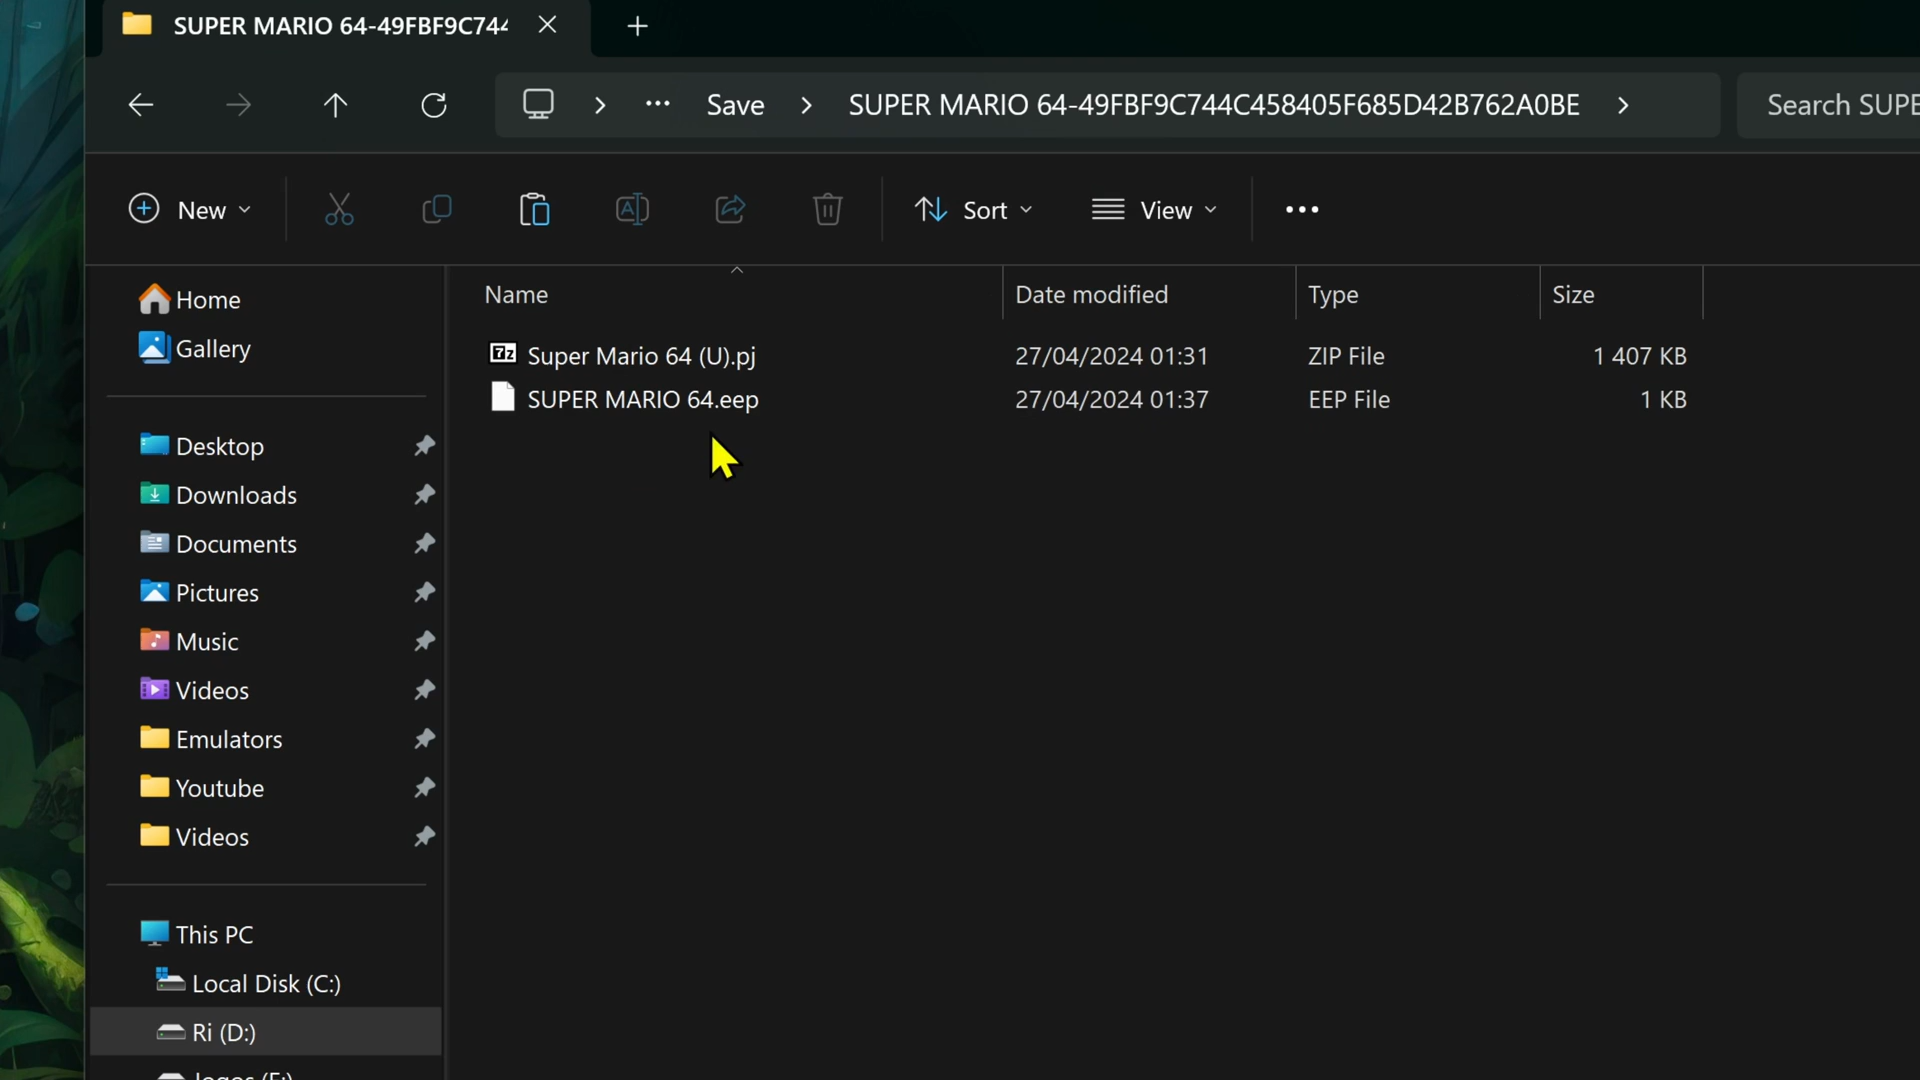 SUPER MARIO 64-49FBF9C744
Save
SUPER MARIO 64-49FBF9C744C458405F685D42B762A0BE
Search SUPE
New
Sort
View
Name
Date modified
Type
Size
Super Mario 64 (U).pj
27/04/2024 01:31
ZIP File
1 407 KB
SUPER MARIO 64.eep
27/04/2024 01:37
EEP File
1 KB
Home
Gallery
Desktop
Downloads
Documents
Pictures
Music
Videos
Emulators
Youtube
Videos
This PC
Local Disk (C:)
Ri (D:)